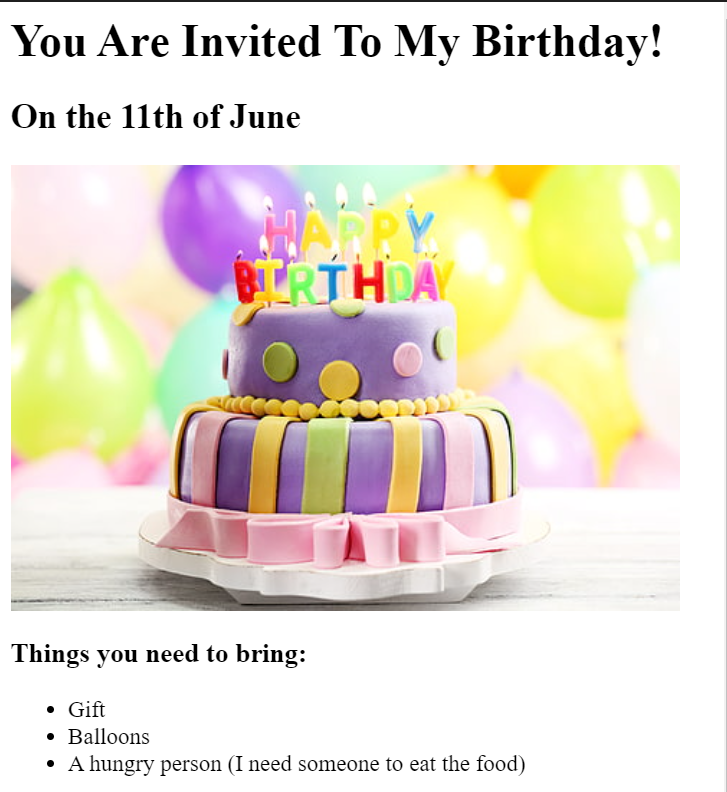 You Are Invited To My Birthday!
On the 11th of June
HAPPY
BIRTHDAY
Things you need to bring:
Gift
Balloons
A hungry person (I need someone to eat the food)